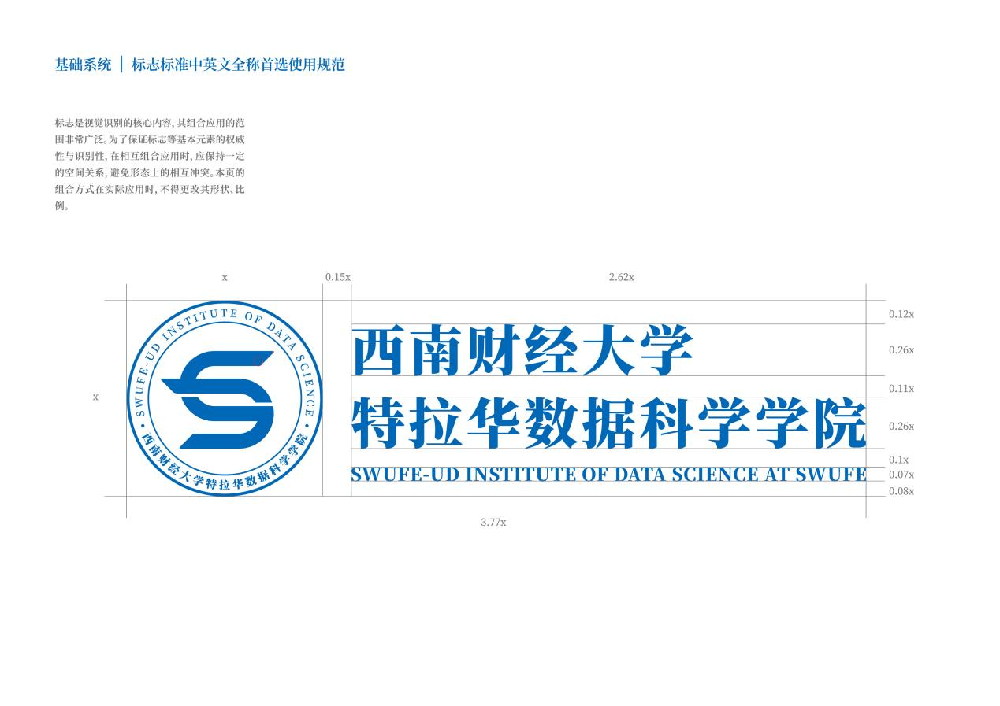 基础系统 | 标志标准中英文全称首选使用规范
标志是视觉识别的核心内容，其组合应用的范
围非常广泛。为了保证标志等基本元素的权威
性与识别性，在相互组合应用时，应保持一定
的空间关系，避免形态上的相互冲突。本页的
组合方式在实际应用时，不得更改其形状、比
例。
x
0.15x
2.62x
x
SWUFE-UD INSTITUTE OF DATA SCIENCE
西南财经大学特拉华数据科学学院
西南财经大学
特拉华数据科学学院
SWUFE-UD INSTITUTE OF DATA SCIENCE AT SWUFE
0.12x
0.26x
0.11x
0.26x
0.1x
0.07x
0.08x
3.77x